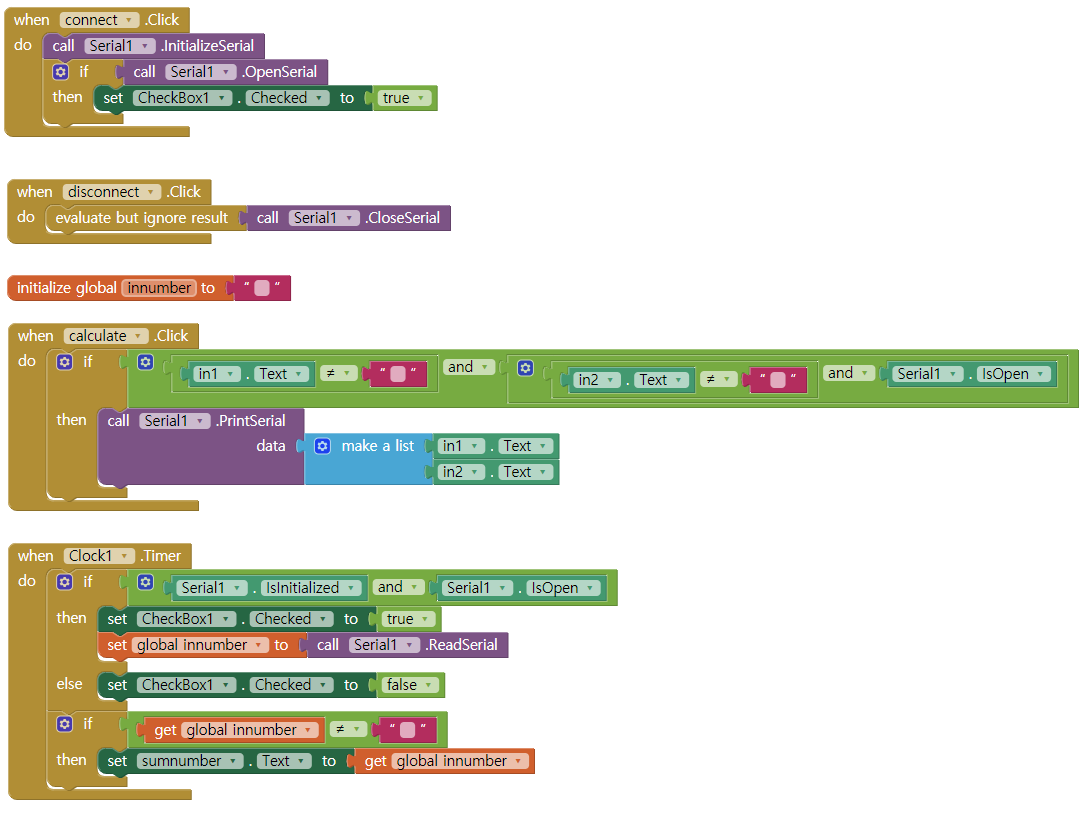 when connect .Click
do call Serial1 .InitializeSerial
if call Serial1 .OpenSerial
then set CheckBox1 . Checked to true
when disconnect .Click
do evaluate but ignore result call Serial1 .CloseSerial
initialize global innumber to " "
when calculate .Click
do if in1 . Text ≠ " " and in2 . Text ≠ " " and Serial1 . IsOpen
then call Serial1 .PrintSerial
data make a list in1 . Text
in2 . Text
when Clock1 .Timer
do if Serial1 . IsInitialized and Serial1 . IsOpen
then set CheckBox1 . Checked to true
set global innumber to call Serial1 .ReadSerial
else set CheckBox1 . Checked to false
if get global innumber ≠ " "
then set sumnumber . Text to get global innumber